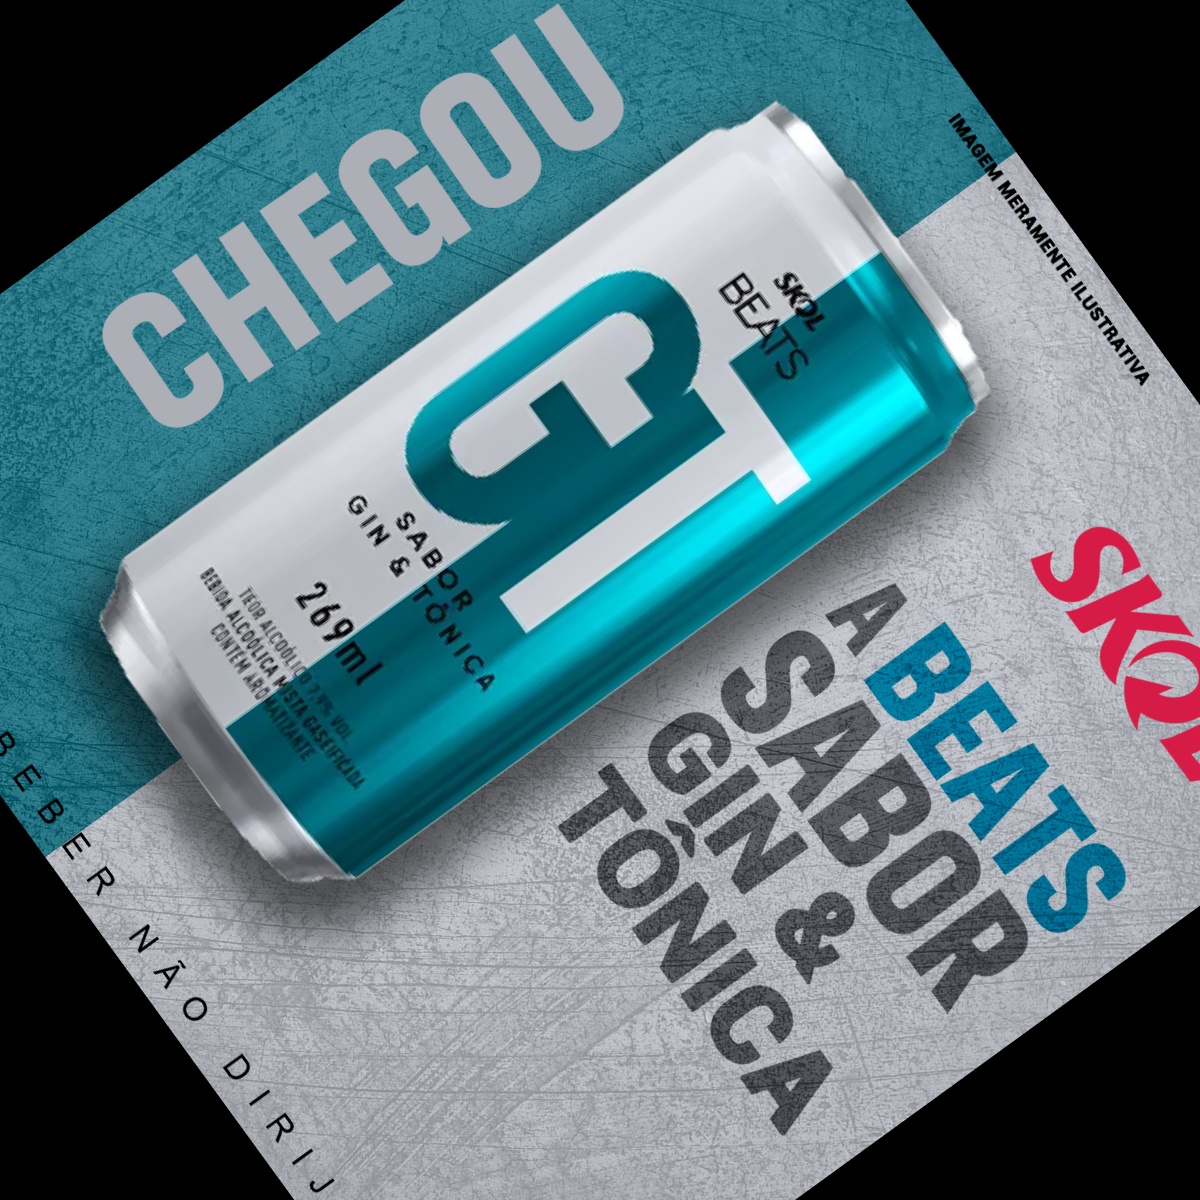 CHEGOU
IMAGEM MERAMENTE ILUSTRATIVA
SKOL
BEATS
GT
SABOR
GIN & TÔNICA
269ml
TEOR ALCOÓLICO 7,9% VOL
BEBIDA ALCOÓLICA MISTA GASEIFICADA
CONTÉM AROMATIZANTE
SKOL
A BEATS
SABOR
GIN &
TÔNICA
BEBER NÃO DIRIJ